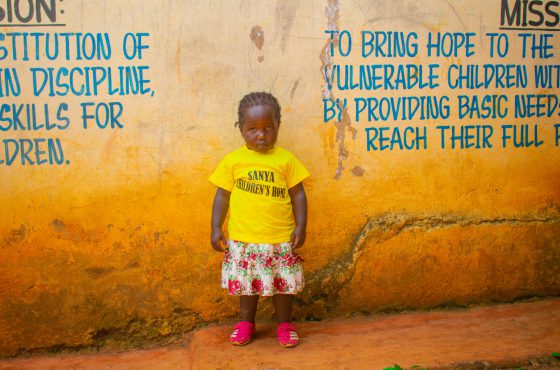 SION:
STITUTION OF
IN DISCIPLINE,
SKILLS FOR
DREN.
MISS
TO BRING HOPE TO THE
VULNERABLE CHILDREN WIT
BY PROVIDING BASIC NEED
REACH THEIR FULL
SANYA
CHILDREN'S HOME